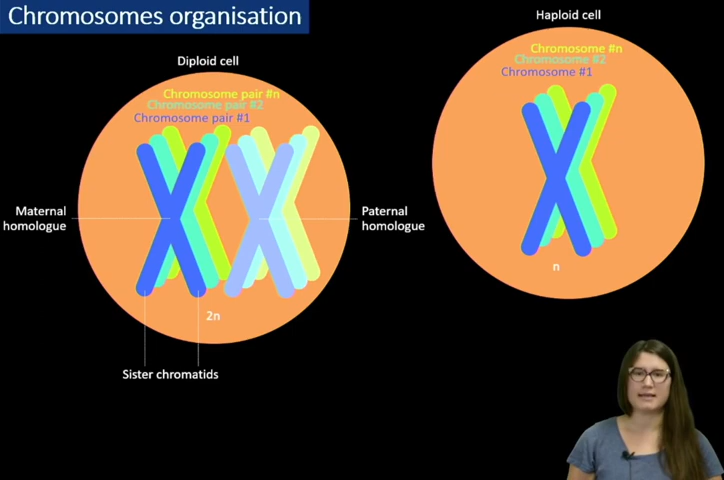 Chromosomes organisation
Diploid cell
Chromosome pair #n
Chromosome pair #2
Chromosome pair #1
Maternal
homologue
Paternal
homologue
2n
Sister chromatids
Haploid cell
Chromosome #n
Chromosome #2
Chromosome #1
n